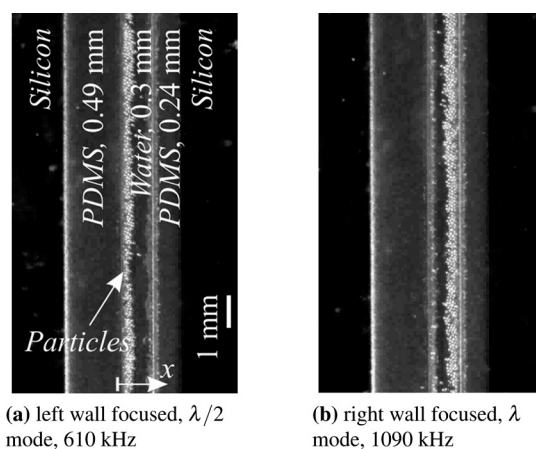 Silicon
PDMS, 0.49 mm
Water, 0.3 mm
PDMS, 0.24 mm
Silicon
Particles
x
1 mm
(a) left wall focused, λ/2
mode, 610 kHz
(b) right wall focused, λ
mode, 1090 kHz